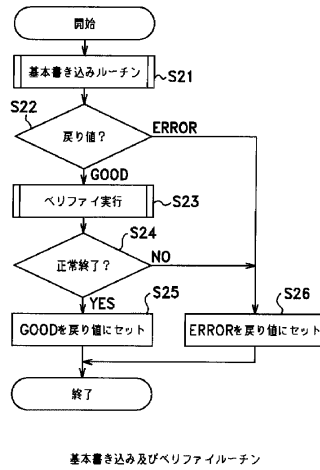 開始
基本書き込みルーチン
S21
S22
戻り値?
ERROR
GOOD
ベリファイ実行
S23
S24
正常終了?
NO
YES
S25
S26
GOODを戻り値にセット
ERRORを戻り値にセット
終了
基本書き込み及びベリファイルーチン